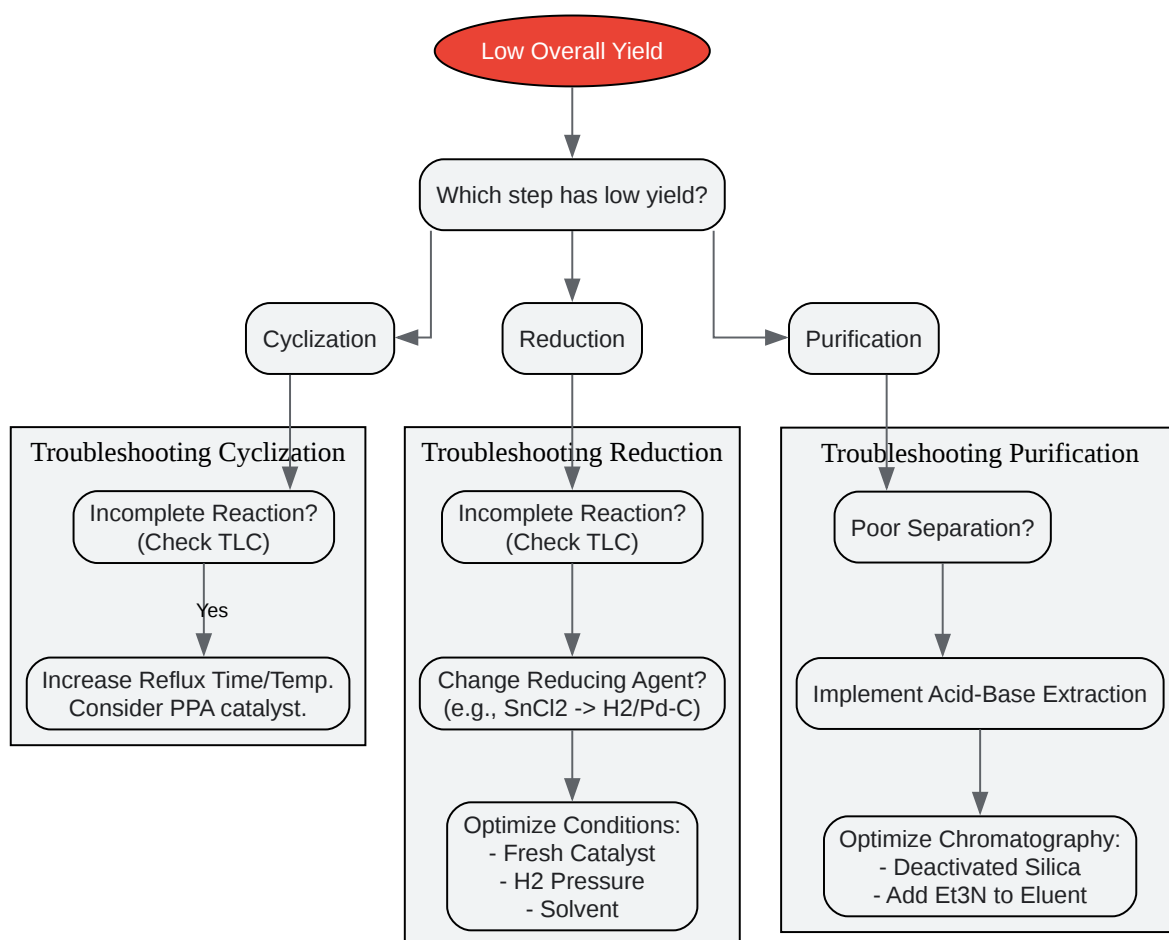 Low Overall Yield
Which step has low yield?
Cyclization
Reduction
Purification
Troubleshooting Cyclization
Incomplete Reaction?
(Check TLC)
Yes
Increase Reflux Time/Temp.
Consider PPA catalyst.
Troubleshooting Reduction
Incomplete Reaction?
(Check TLC)
Change Reducing Agent?
(e.g., SnCl2 -> H2/Pd-C)
Optimize Conditions:
- Fresh Catalyst
- H2 Pressure
- Solvent
Troubleshooting Purification
Poor Separation?
Implement Acid-Base Extraction
Optimize Chromatography:
- Deactivated Silica
- Add Et3N to Eluent